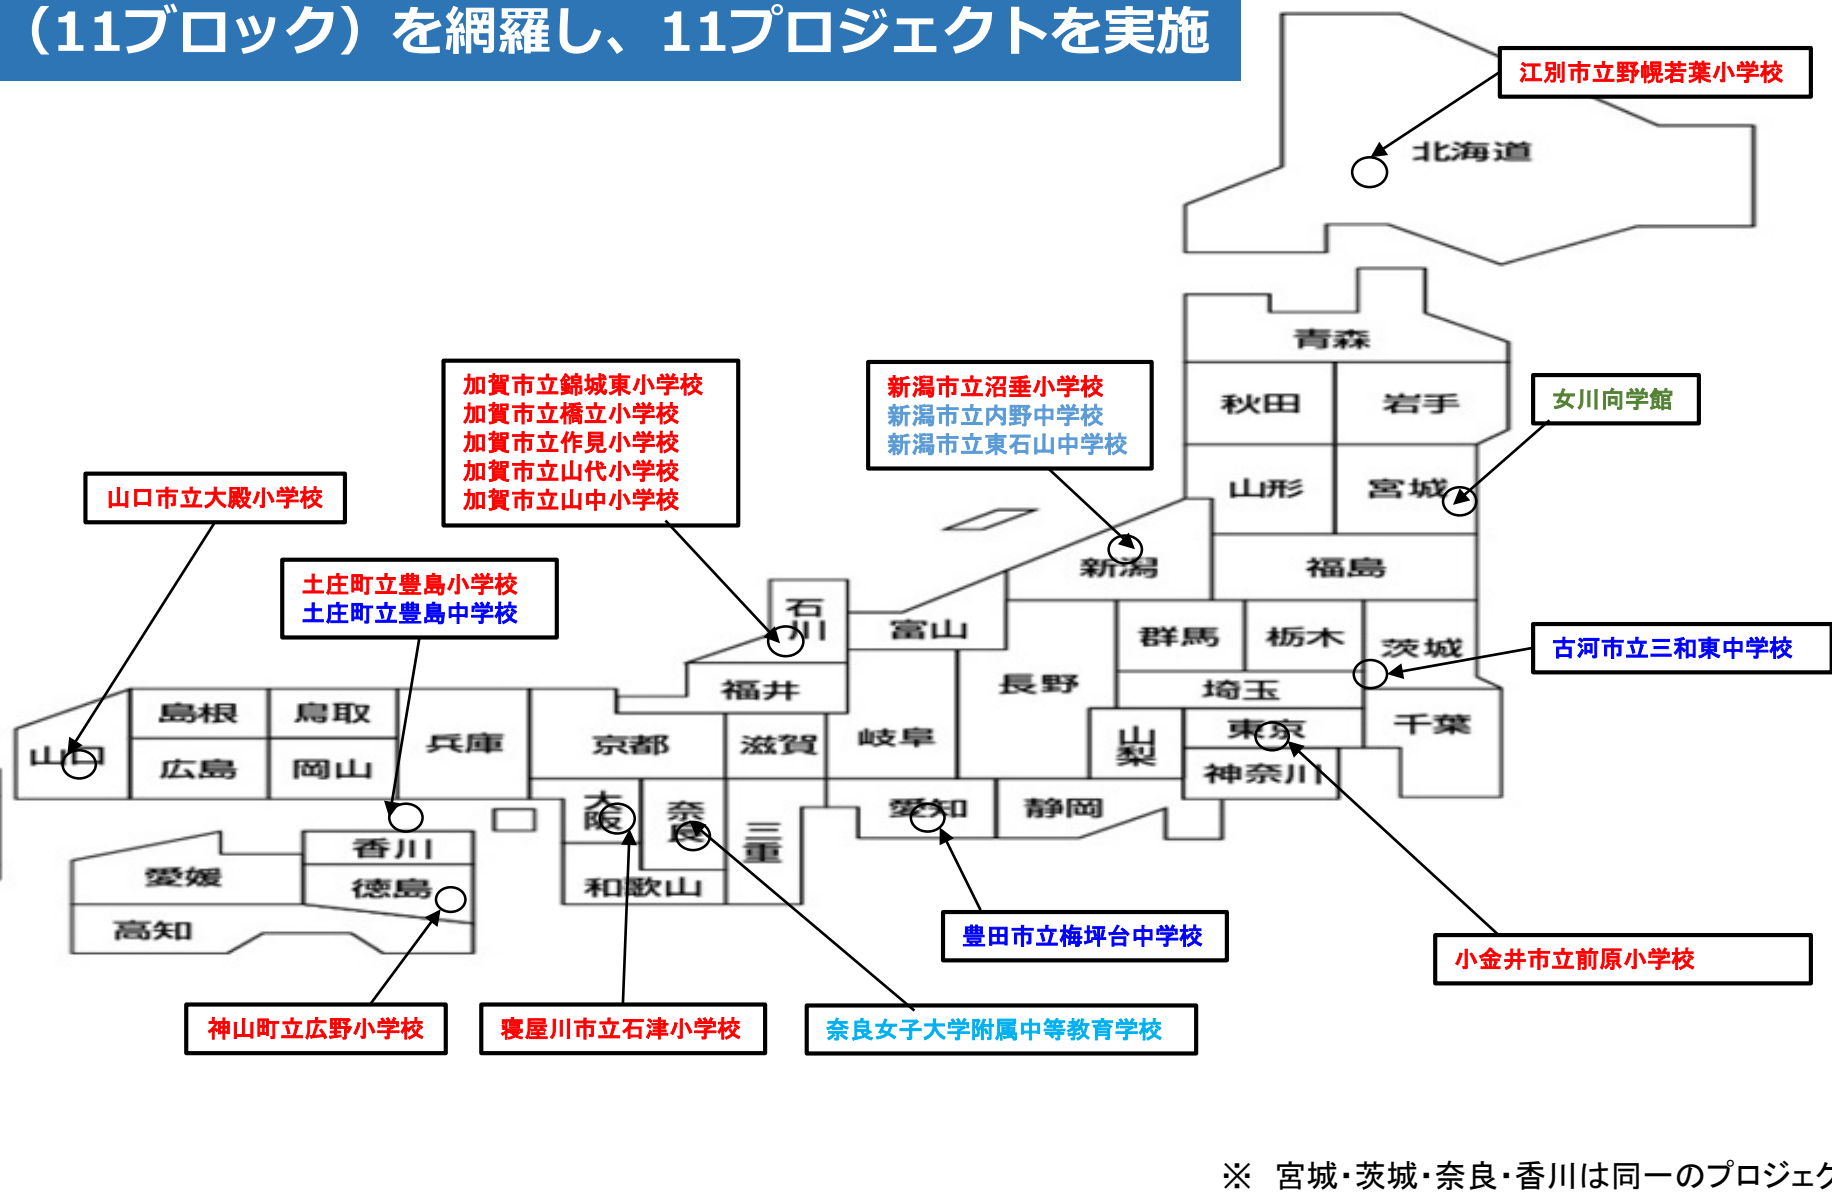 （11ブロック）を網羅し、11プロジェクトを実施
江別市立野幌若葉小学校
北海道
青森
秋田
岩手
女川向学館
山形
宮城
加賀市立錦城東小学校
加賀市立橋立小学校
加賀市立作見小学校
加賀市立山代小学校
加賀市立山中小学校
新潟市立沼垂小学校
新潟市立内野中学校
新潟市立東石山中学校
山口市立大殿小学校
土庄町立豊島小学校
土庄町立豊島中学校
新潟
福島
石川
富山
群馬
栃木
茨城
古河市立三和東中学校
福井
長野
埼玉
島根
鳥取
兵庫
京都
滋賀
岐阜
山梨
東京
千葉
山口
広島
岡山
神奈川
大阪
奈良
三重
愛知
静岡
香川
愛媛
徳島
和歌山
高知
豊田市立梅坪台中学校
小金井市立前原小学校
神山町立広野小学校
寝屋川市立石津小学校
奈良女子大学附属中等教育学校
※　宮城・茨城・奈良・香川は同一のプロジェク